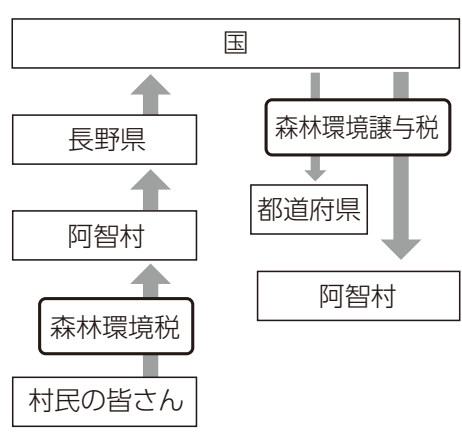 国
長野県
阿智村
森林環境税
村民の皆さん
森林環境譲与税
都道府県
阿智村